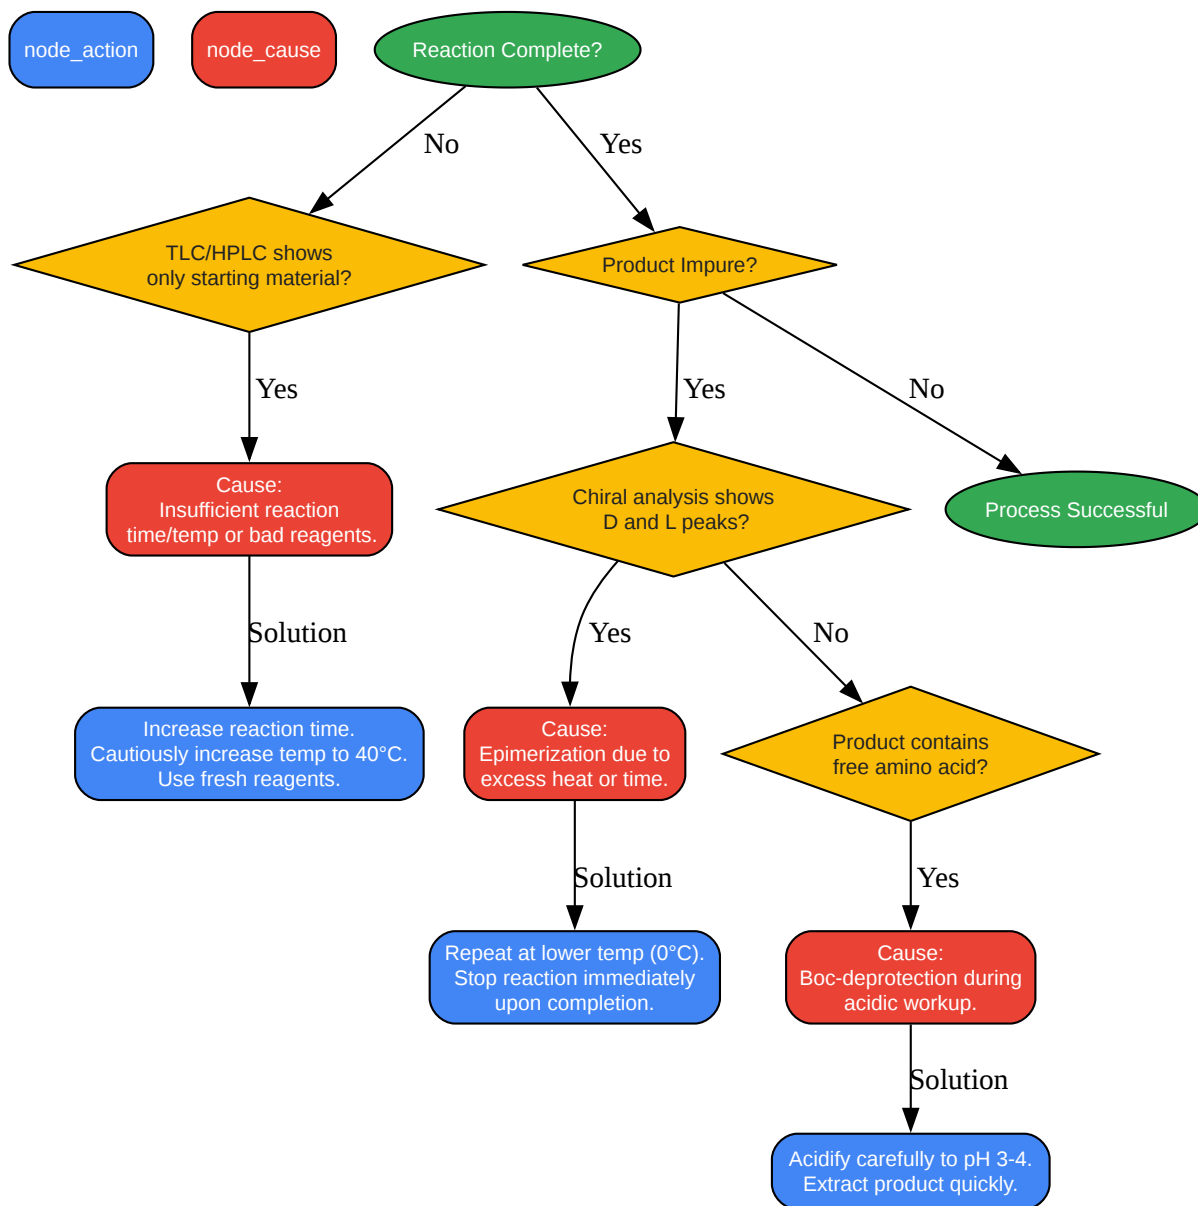 node_action
node_cause
Reaction Complete?
No
Yes
TLC/HPLC shows
only starting material?
Product Impure?
Yes
Yes
No
Cause:
Insufficient reaction
time/temp or bad reagents.
Chiral analysis shows
D and L peaks?
Process Successful
Solution
Yes
No
Increase reaction time.
Cautiously increase temp to 40°C.
Use fresh reagents.
Cause:
Epimerization due to
excess heat or time.
Product contains
free amino acid?
Solution
Yes
Repeat at lower temp (0°C).
Stop reaction immediately
upon completion.
Cause:
Boc-deprotection during
acidic workup.
Solution
Acidify carefully to pH 3-4.
Extract product quickly.